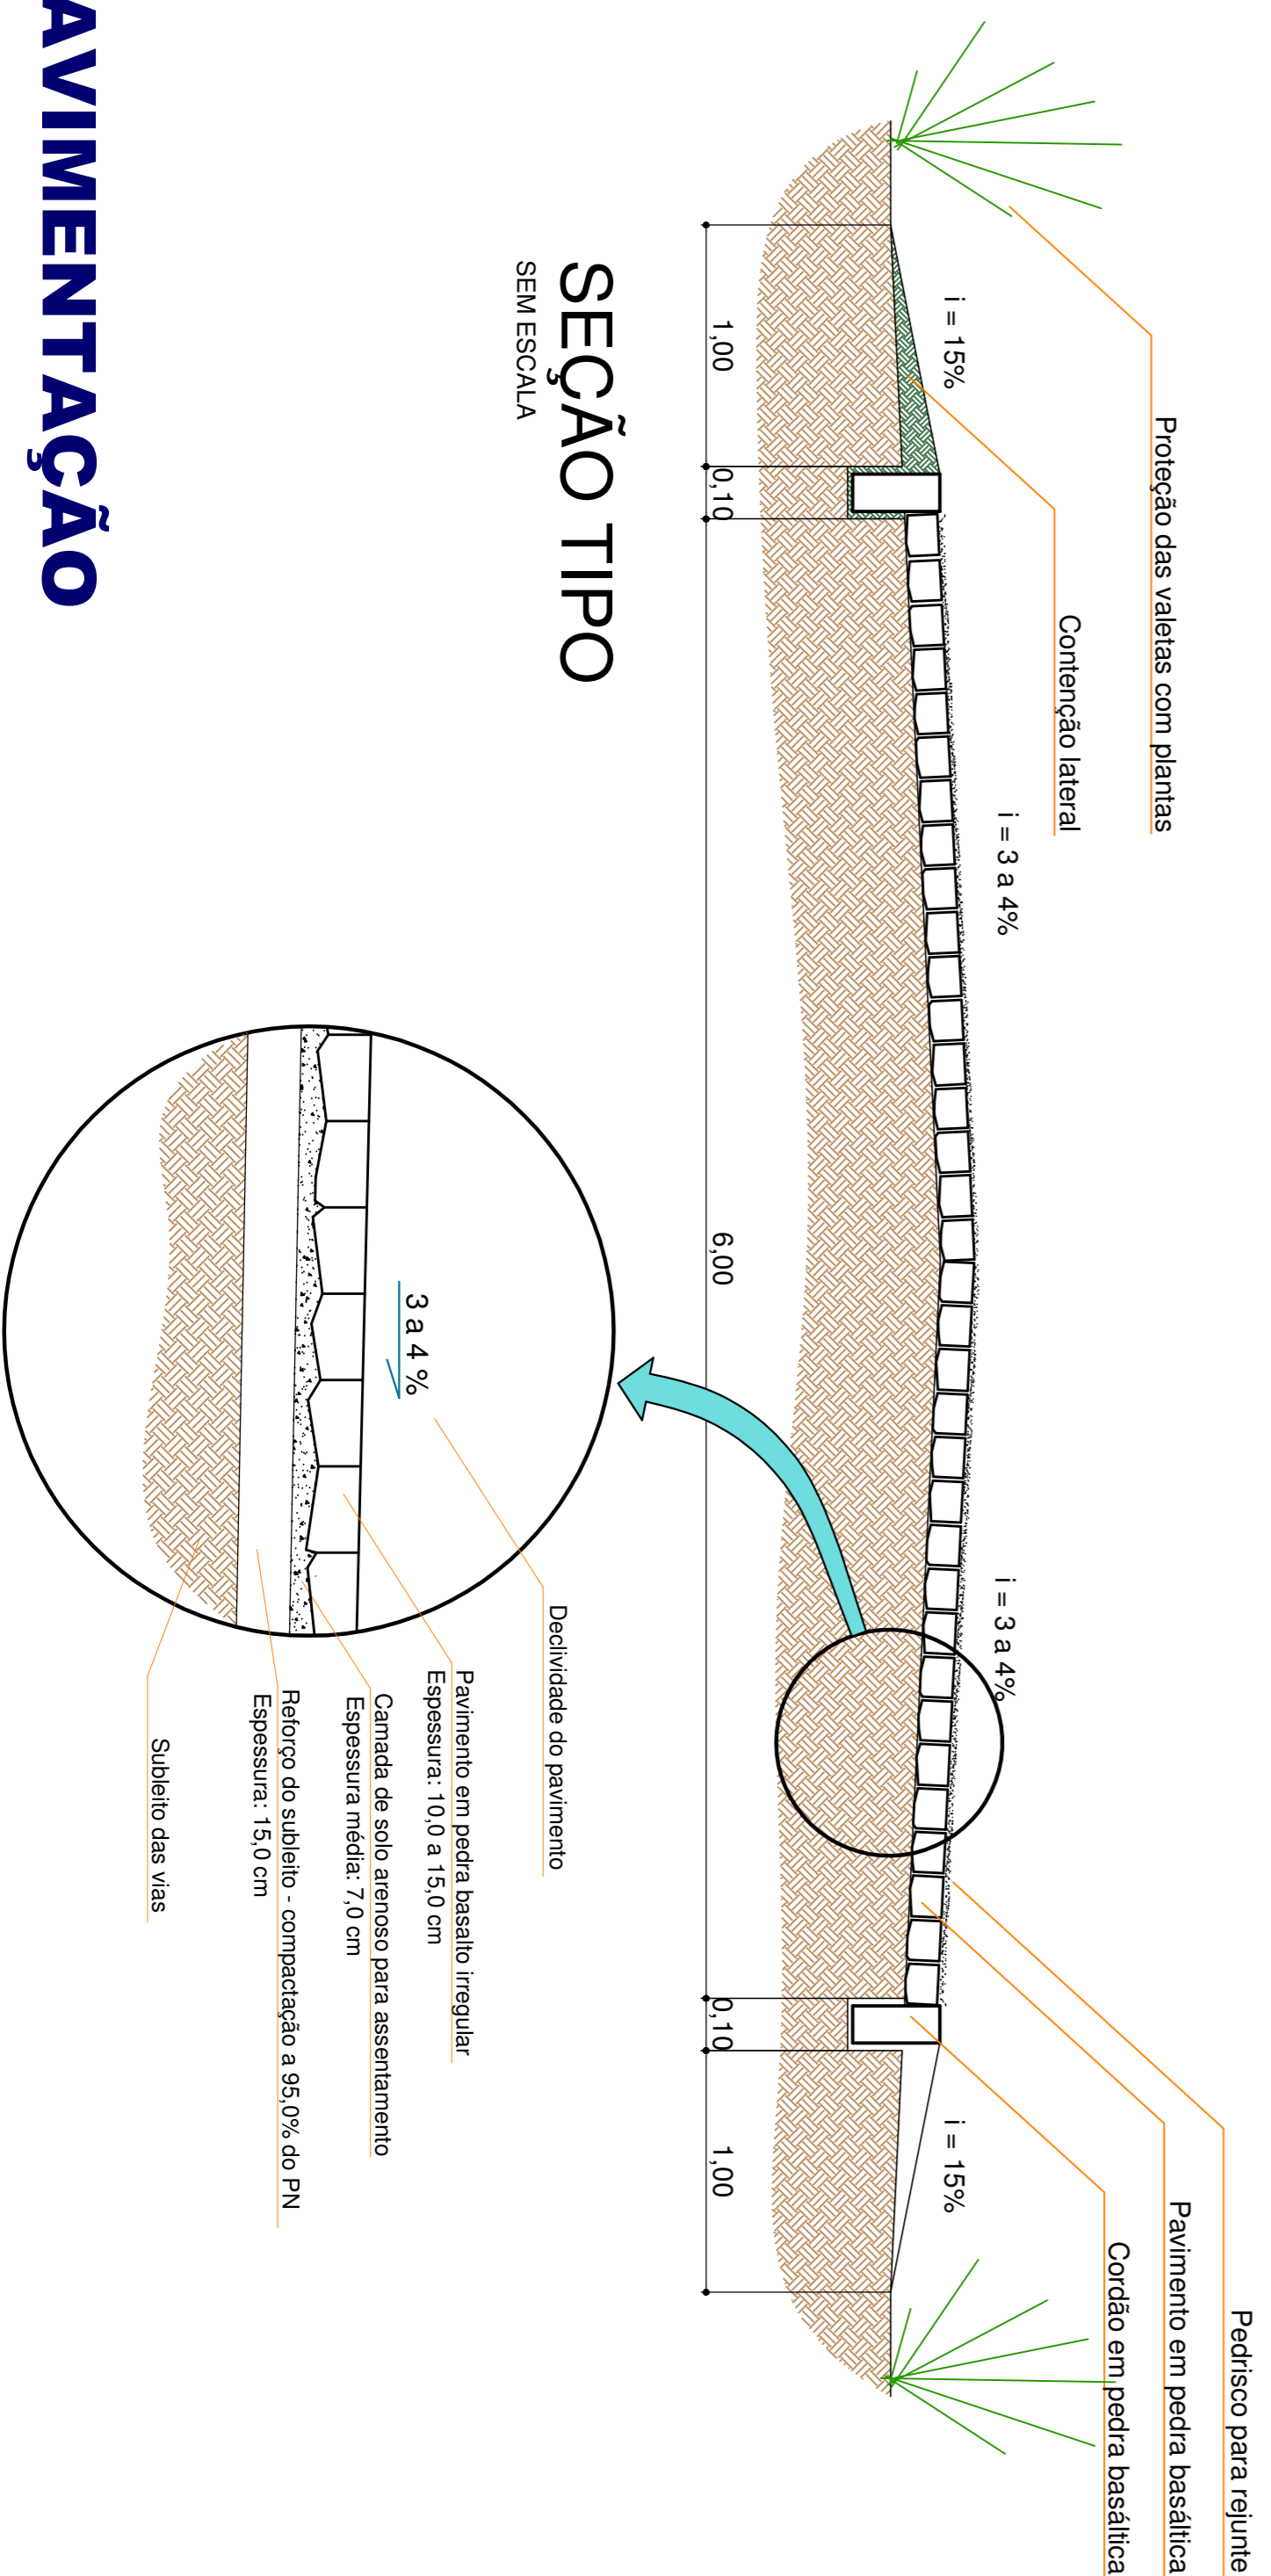 Pedrisco para rejunte
Pavimento em pedra basáltica
Cordão em pedra basáltica
Proteção das valetas com plantas
Contenção lateral
i = 15%
i = 3 a 4%
i = 3 a 4%
i = 15%
1,00
0,10
6,00
0,10
1,00
SEÇÃO TIPO
SEM ESCALA
Declividade do pavimento
3 a 4 %
Pavimento em pedra basalto irregular
Espessura: 10,0 a 15,0 cm
Camada de solo arenoso para assentamento
Espessura média: 7,0 cm
Reforço do subleito - compactação a 95,0% do PN
Espessura: 15,0 cm
Subleito das vias
AVIMENTAÇÃO